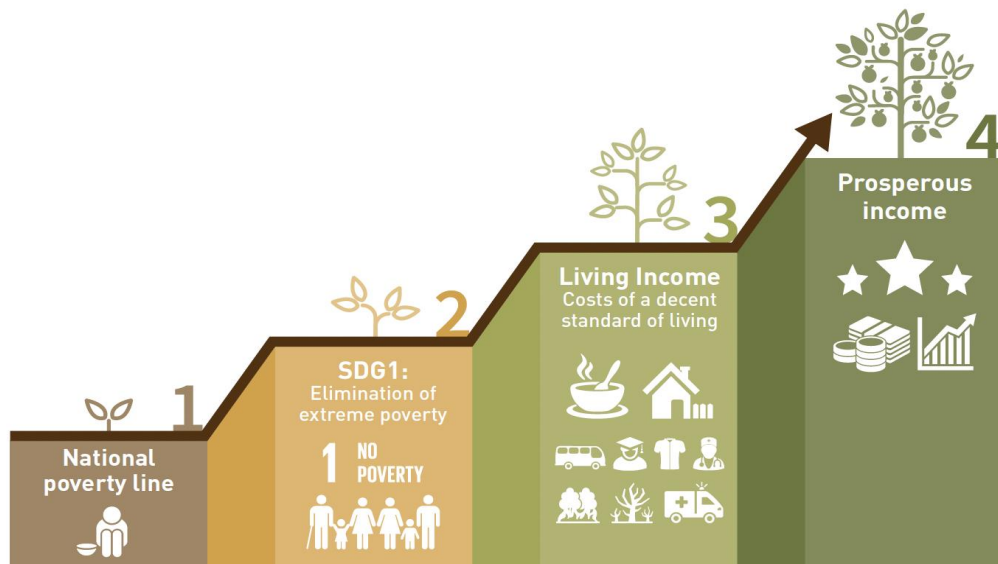 1
National
poverty line
2
SDG1:
Elimination of
extreme poverty
1 NO
POVERTY
3
Living Income
Costs of a decent
standard of living
4
Prosperous
income